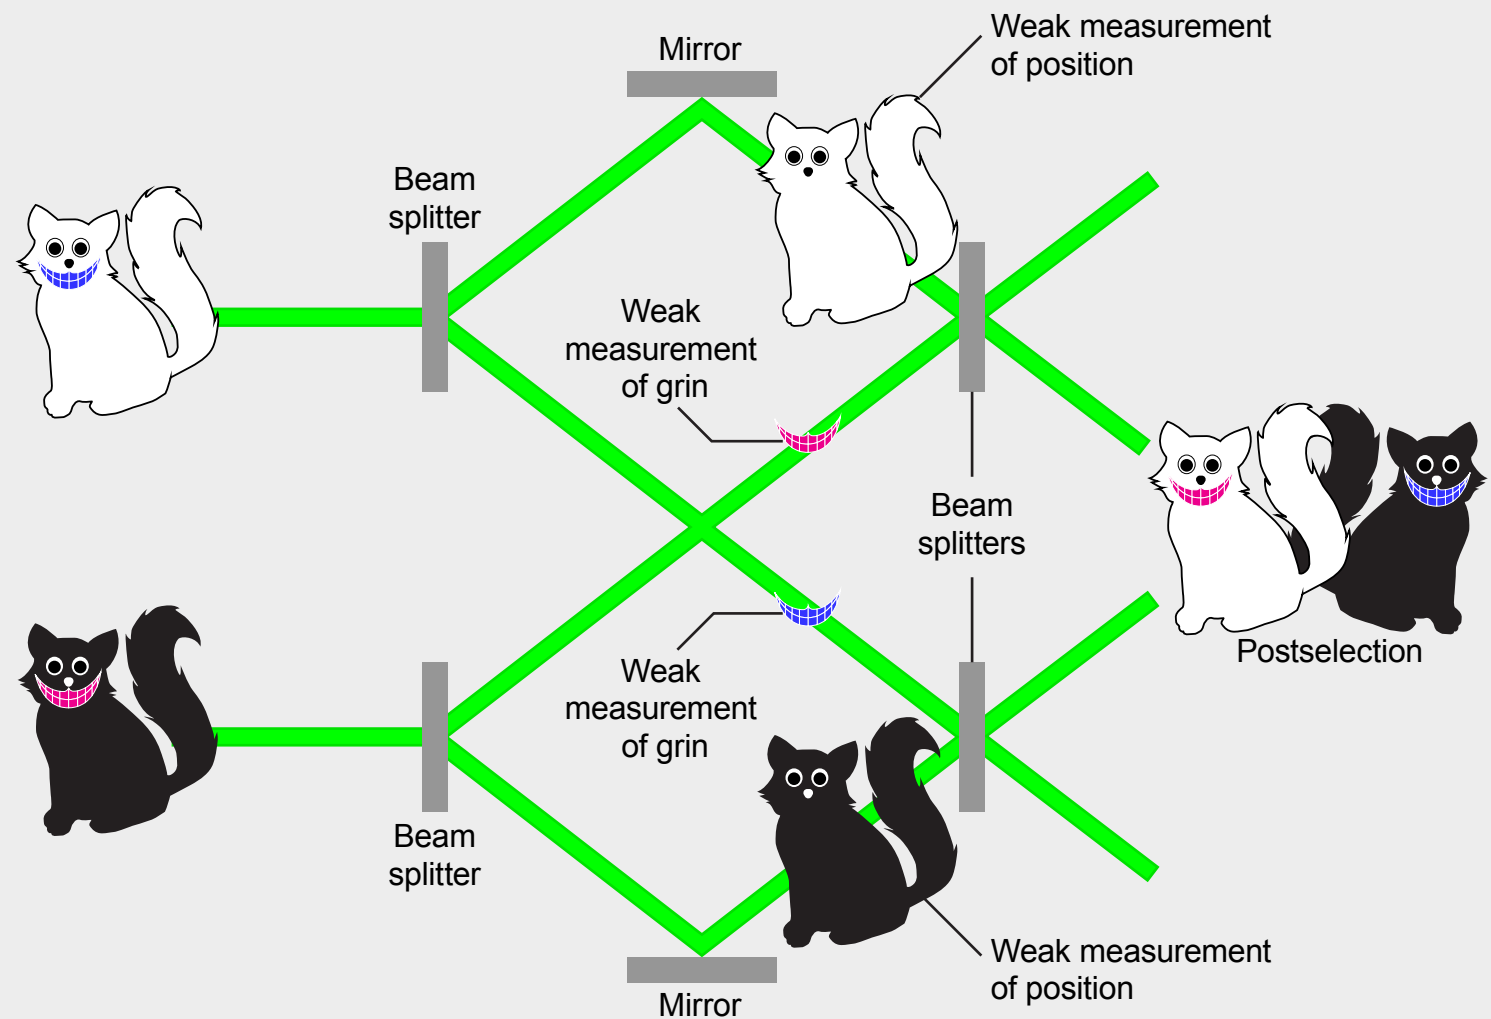 Weak measurement
of position
Mirror
Beam
splitter
Weak
measurement
of grin
Beam
splitters
Postselection
Weak
measurement
of grin
Beam
splitter
Weak measurement
of position
Mirror